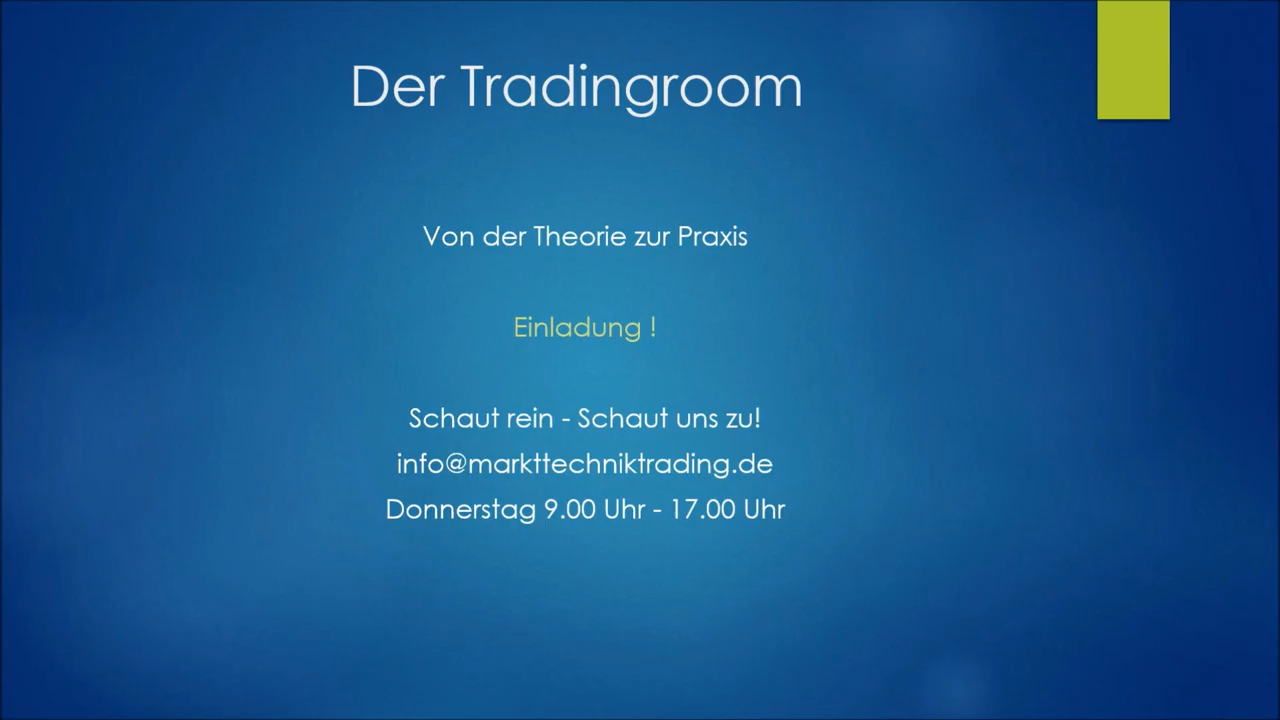 Der Tradingroom
Von der Theorie zur Praxis
Einladung !
Schaut rein - Schaut uns zu!
info@markttechniktrading.de
Donnerstag 9.00 Uhr - 17.00 Uhr